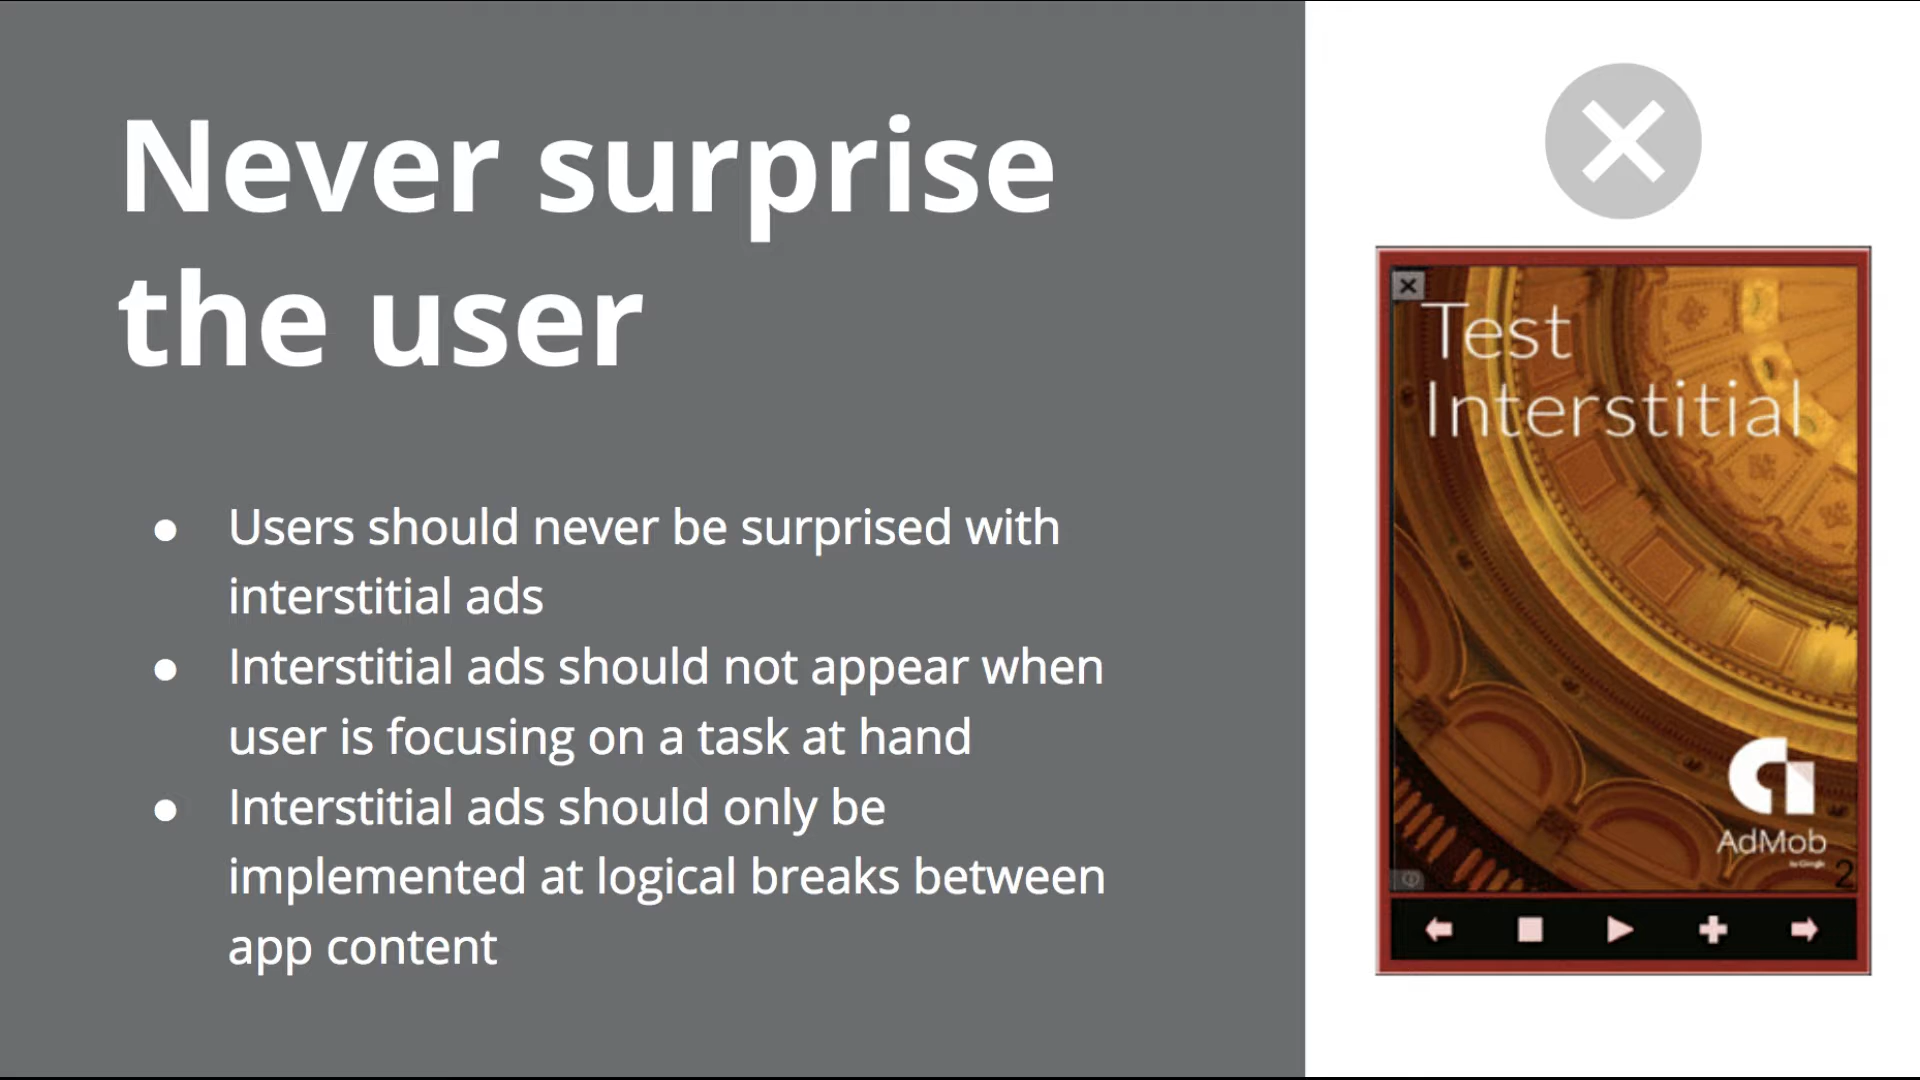 Never surprise
the user
● Users should never be surprised with
interstitial ads
● Interstitial ads should not appear when
user is focusing on a task at hand
● Interstitial ads should only be
implemented at logical breaks between
app content
Test
Interstitial
AdMob
by Google
2